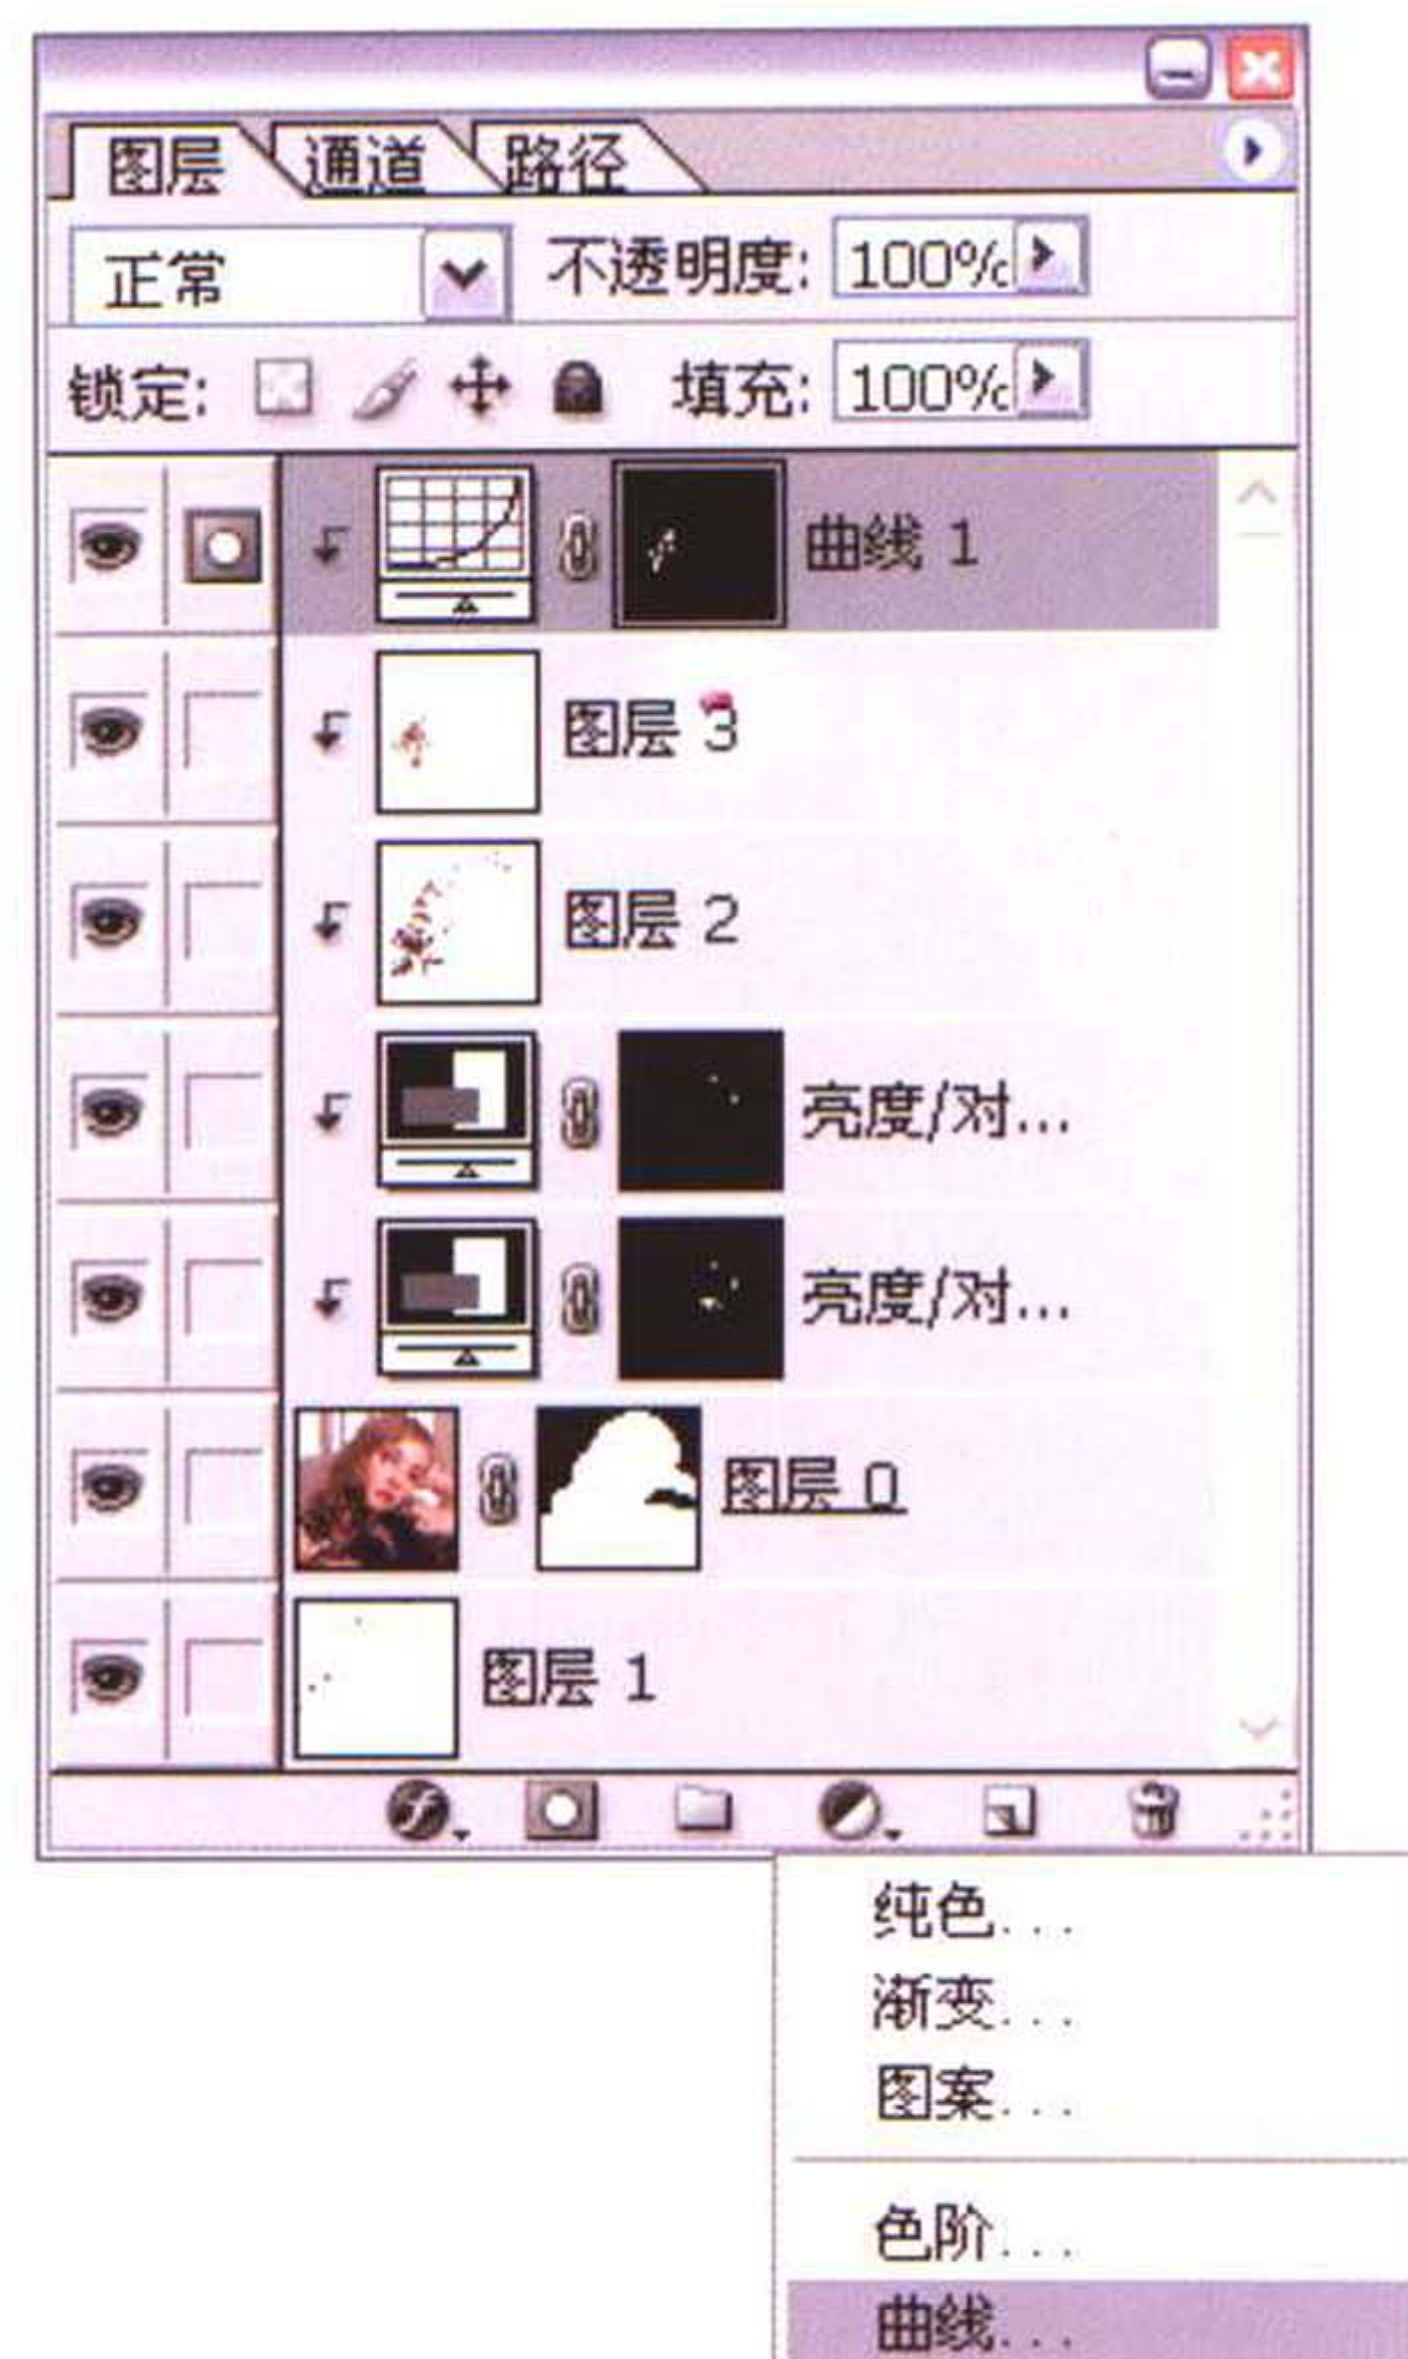 图层 通道 路径
正常 不透明度: 100%
锁定: 填充: 100%
曲线 1
图层 3
图层 2
亮度/对...
亮度/对...
图层 0
图层 1
纯色...
渐变...
图案...
色阶...
曲线...